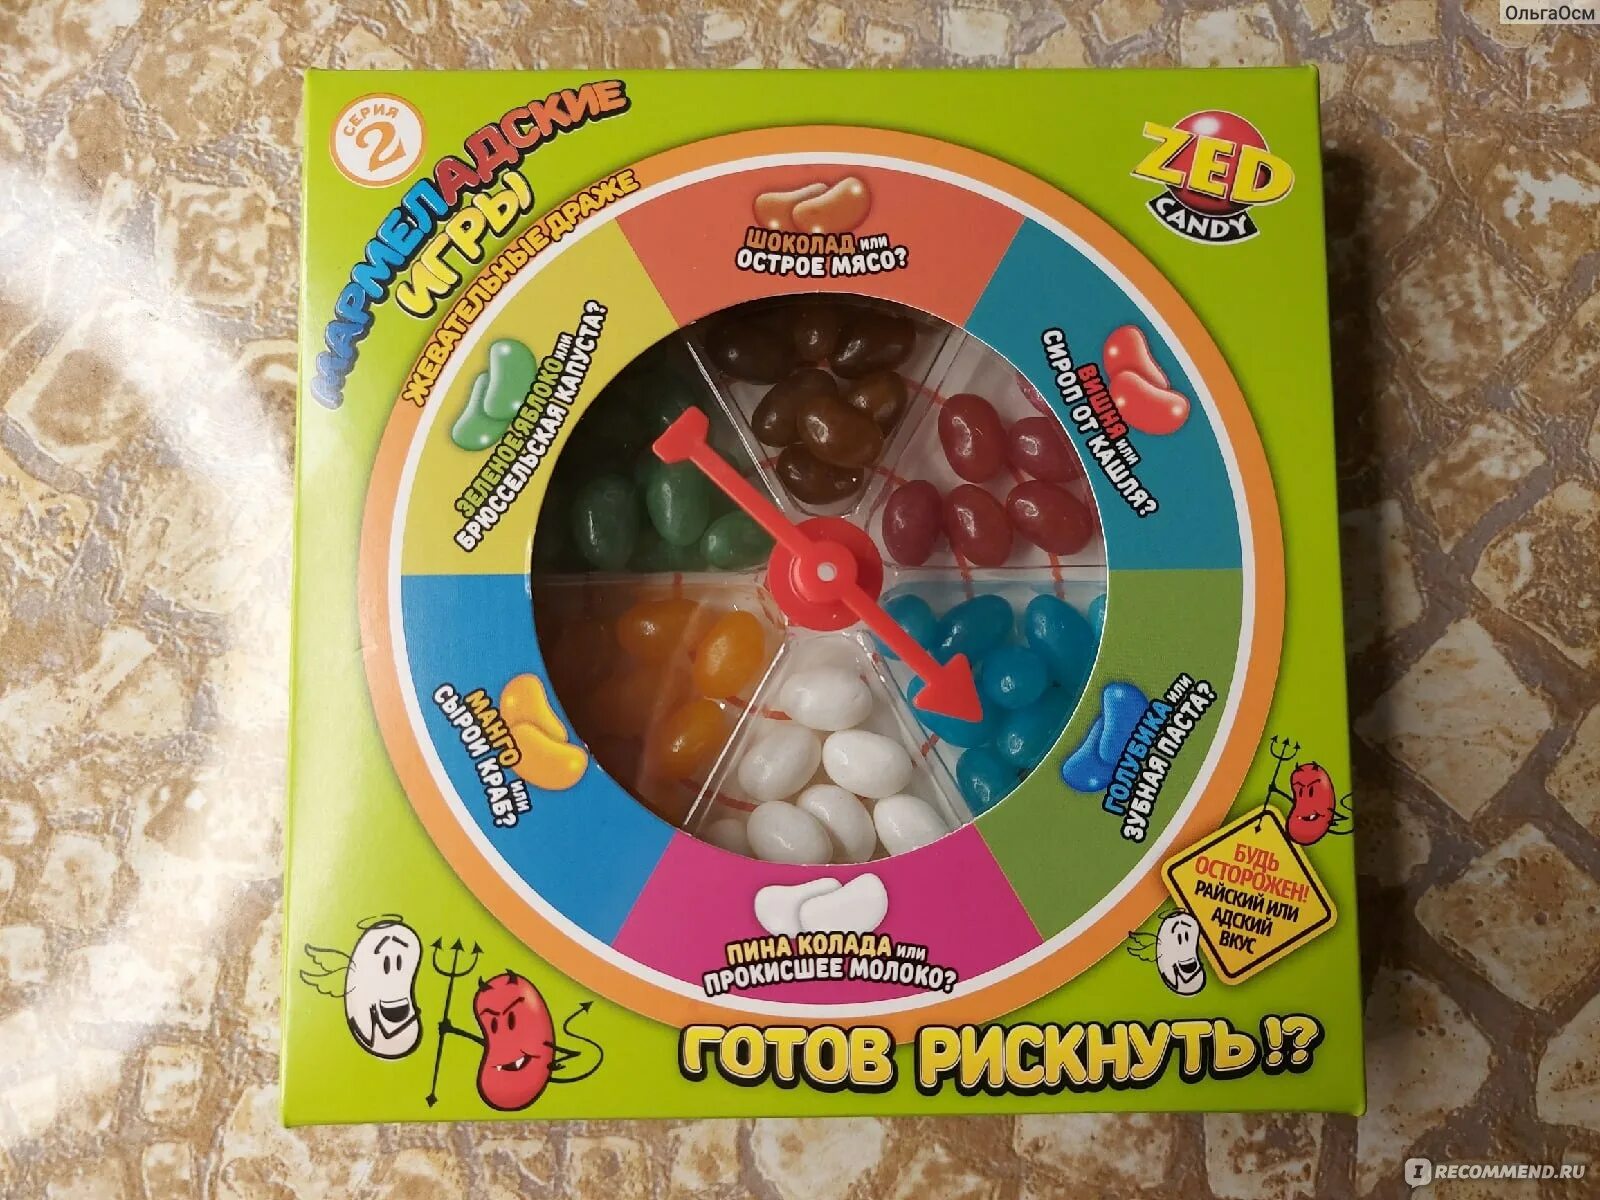 ОльгаОсм
СЕРИЯ
2
МАРМЕЛАДСКИЕ
ИГРЫ
ЖЕВАТЕЛЬНЫЕ ДРАЖЕ
ZED
CANDY
ШОКОЛАД или
ОСТРОЕ МЯСО?
ВИШНЯ или
СИРОП ОТ КАШЛЯ?
ГОЛУБИКА или
ЗУБНАЯ ПАСТА?
ПИНА КОЛАДА или
ПРОКИСШЕЕ МОЛОКО?
МАНГО или
СЫРОЙ КРАБ?
ЗЕЛЕНОЕ ЯБЛОКО или
БРЮССЕЛЬСКАЯ КАПУСТА?
БУДЬ
ОСТОРОЖЕН!
РАЙСКИЙ ИЛИ
АДСКИЙ
ВКУС
ГОТОВ РИСКНУТЬ!?
IRECOMMEND.RU